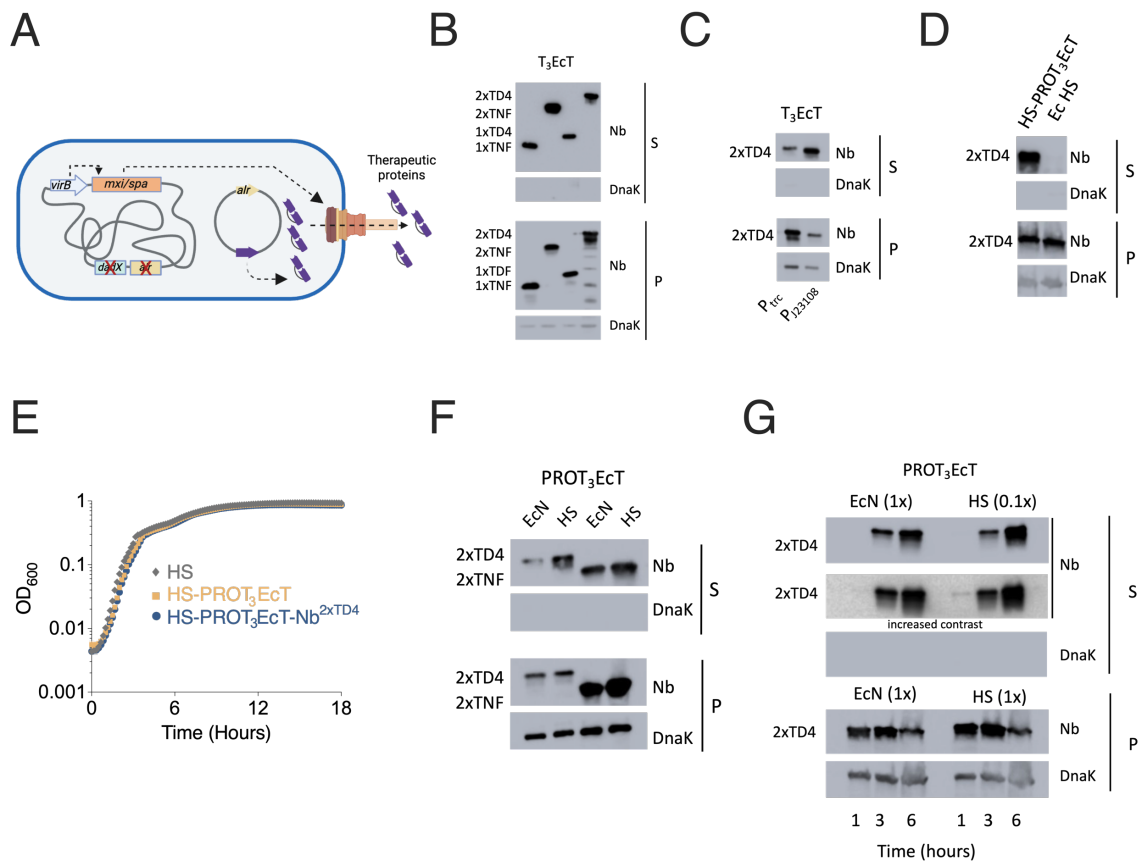 A
virB
mxi/spa
alr
dadX
alr
Therapeutic
proteins
B
T3EcT
2xTD4
2xTNF
1xTD4
1xTNF
Nb
S
DnaK
2xTD4
2xTNF
1xTDF
1xTNF
Nb
P
DnaK
C
T3EcT
2xTD4
Nb
S
DnaK
2xTD4
Nb
P
DnaK
Ptrc
PJ23108
D
HS-PROT3EcT
Ec HS
2xTD4
Nb
S
DnaK
2xTD4
Nb
P
DnaK
E
OD600
1
0.1
0.01
0.001
HS
HS-PROT3EcT
HS-PROT3EcT-Nb2xTD4
0 6 12 18
Time (Hours)
F
PROT3EcT
EcN HS EcN HS
2xTD4
2xTNF
Nb
S
DnaK
2xTD4
2xTNF
Nb
P
DnaK
G
PROT3EcT
EcN (1x) HS (0.1x)
2xTD4
Nb
S
2xTD4
increased contrast
DnaK
EcN (1x) HS (1x)
2xTD4
Nb
P
DnaK
1 3 6 1 3 6
Time (hours)